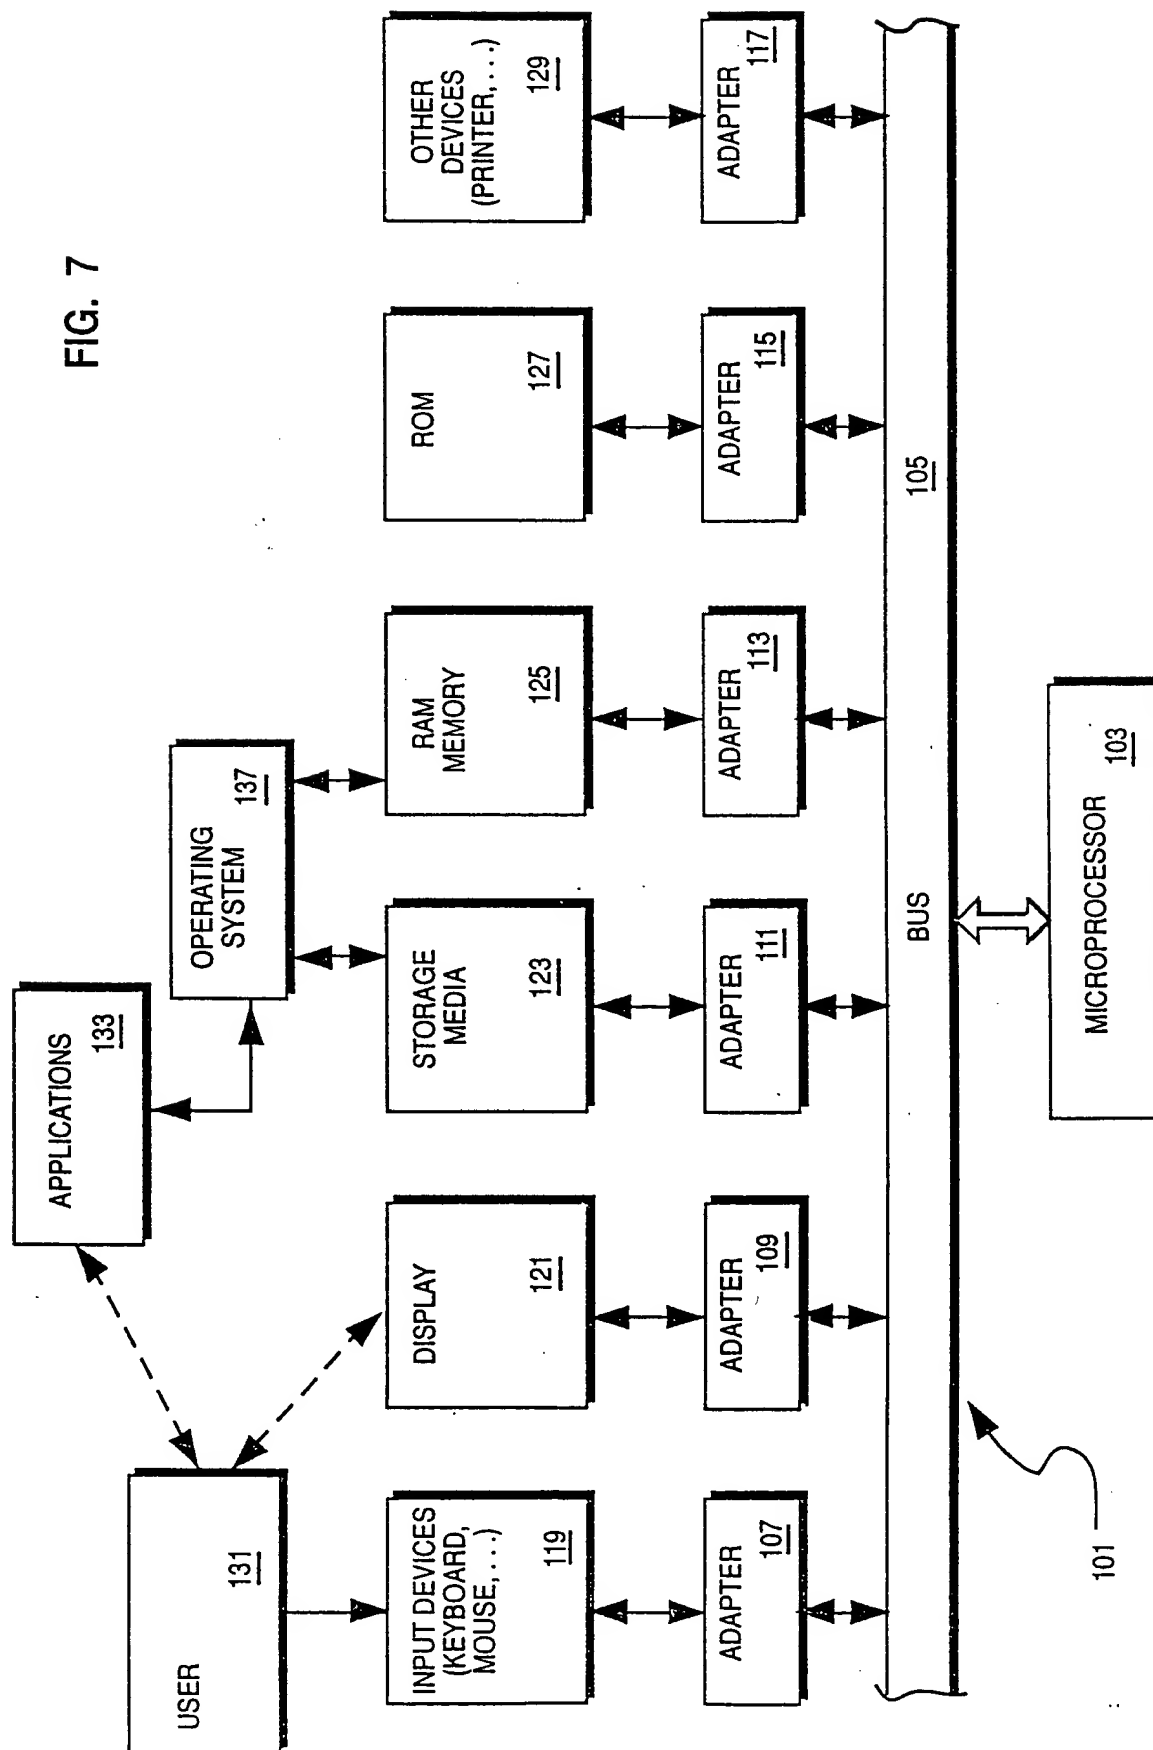 FIG. 7
APPLICATIONS
133
USER
131
OPERATING
SYSTEM
137
INPUT DEVICES
(KEYBOARD,
MOUSE,...)
119
DISPLAY
121
STORAGE
MEDIA
123
RAM
MEMORY
125
ROM
127
OTHER
DEVICES
(PRINTER,...)
129
ADAPTER
107
ADAPTER
109
ADAPTER
111
ADAPTER
113
ADAPTER
115
ADAPTER
117
BUS
105
101
MICROPROCESSOR
103